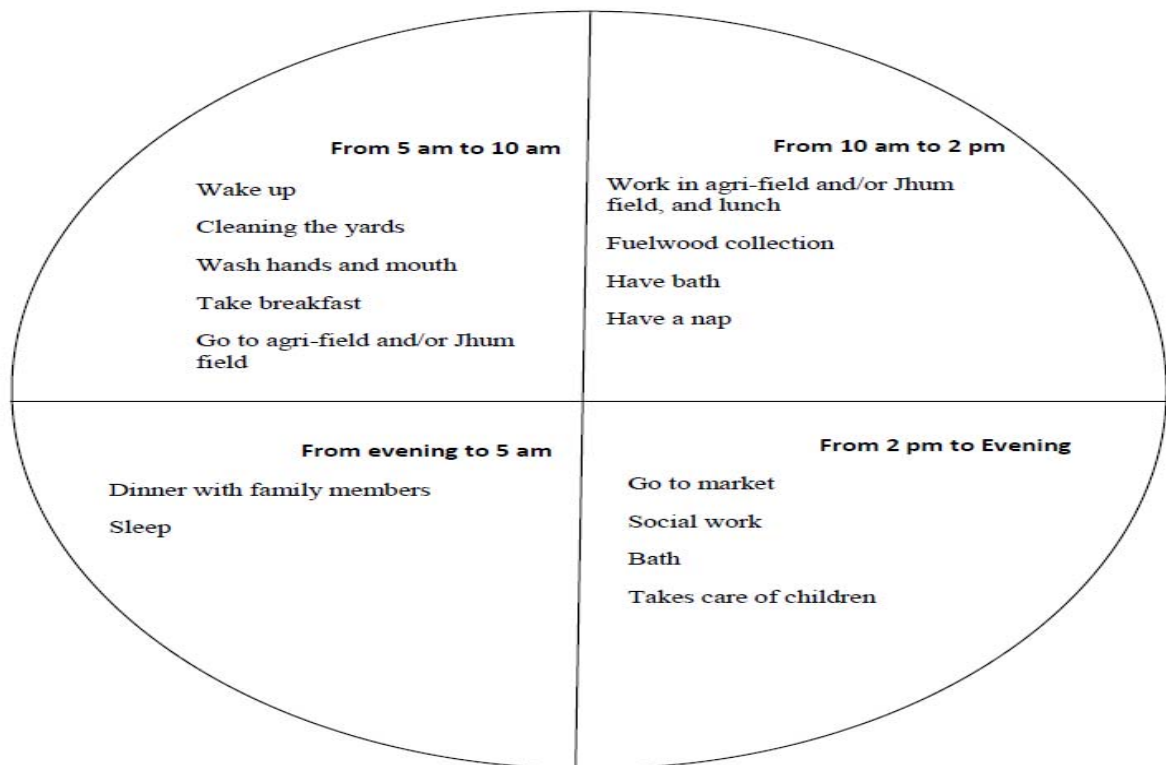 From 5 am to 10 am
Wake up
Cleaning the yards
Wash hands and mouth
Take breakfast
Go to agri-field and/or Jhum
field
From 10 am to 2 pm
Work in agri-field and/or Jhum
field, and lunch
Fuelwood collection
Have bath
Have a nap
From evening to 5 am
Dinner with family members
Sleep
From 2 pm to Evening
Go to market
Social work
Bath
Takes care of children